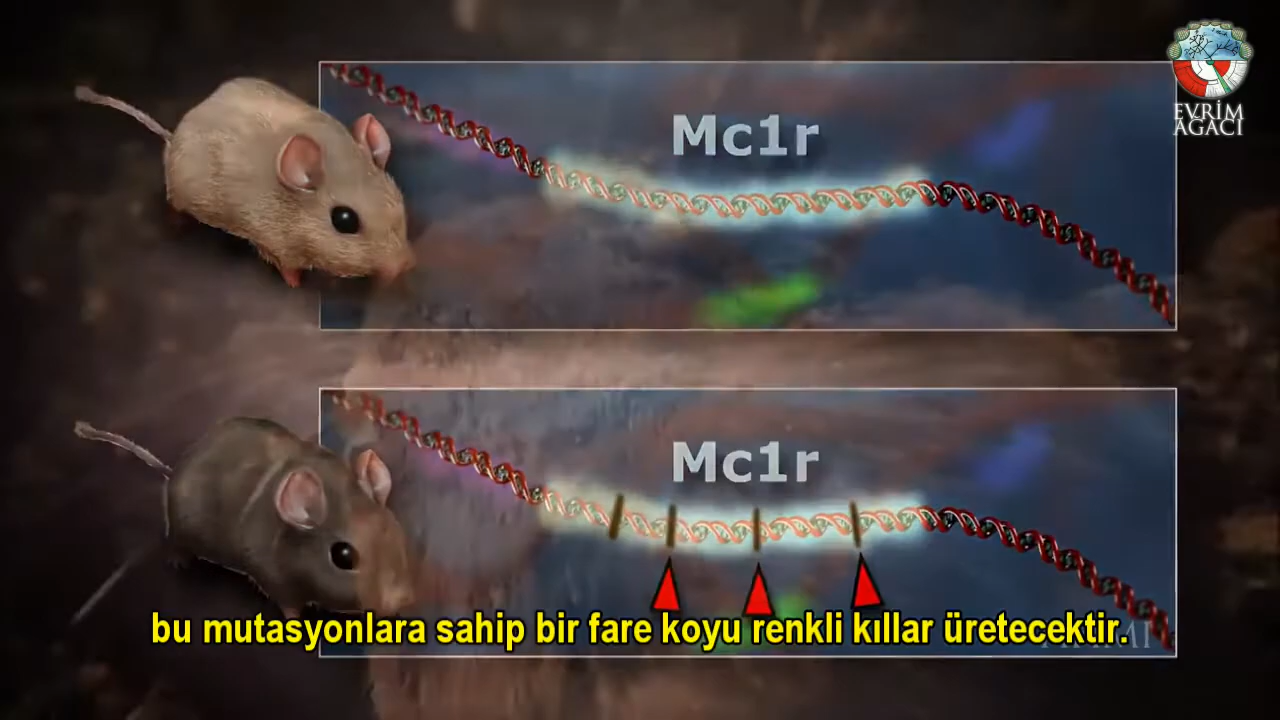 EVRİM
AĞACI
Mc1r
Mc1r
bu mutasyonlara sahip bir fare koyu renkli kıllar üretecektir.